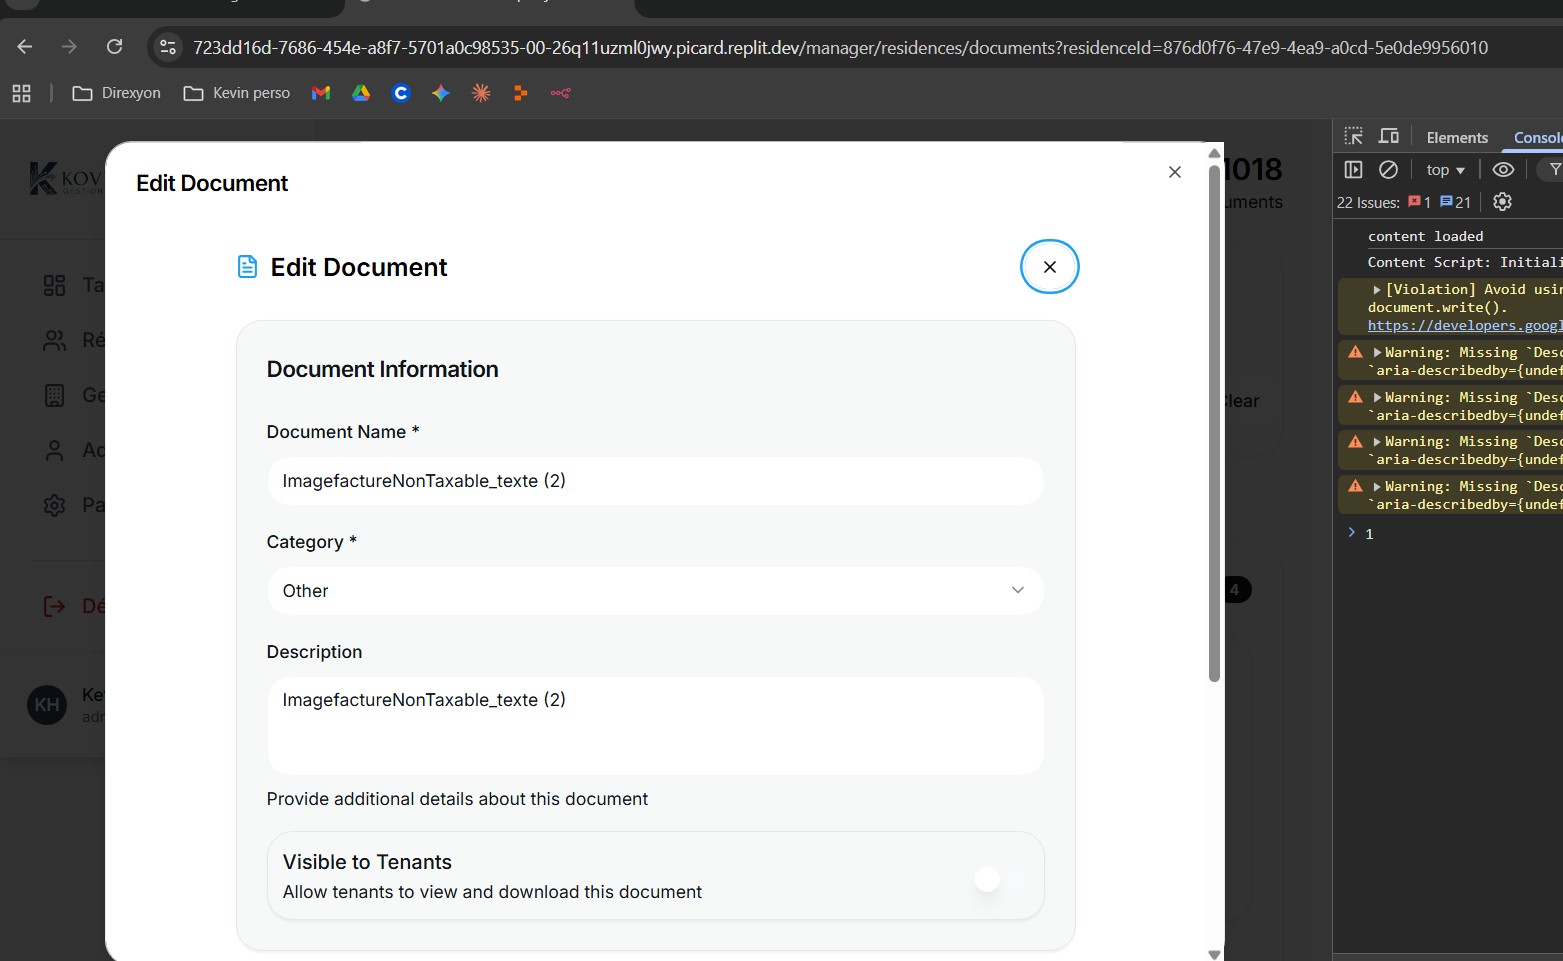 723dd16d-7686-454e-a8f7-5701a0c98535-00-26q11uzml0jwy.picard.replit.dev/manager/residences/documents?residenceId=876d0f76-47e9-4ea9-a0cd-5e0de9956010
Direxyon
Kevin perso
Elements
Console
top
22 Issues: 1 21
content loaded
Content Script: Initiali
[Violation] Avoid usin
document.write().
https://developers.googl
Warning: Missing `Desc
`aria-describedby={undef
Warning: Missing `Desc
`aria-describedby={undef
Warning: Missing `Desc
`aria-describedby={undef
Warning: Missing `Desc
`aria-describedby={undef
1
KOV
GESTION
Ta
Ré
Ge
Ad
Pa
Dé
KH
Ke
adr
1018
uments
Clear
4
Edit Document
Edit Document
Document Information
Document Name *
ImagefactureNonTaxable_texte (2)
Category *
Other
Description
ImagefactureNonTaxable_texte (2)
Provide additional details about this document
Visible to Tenants
Allow tenants to view and download this document